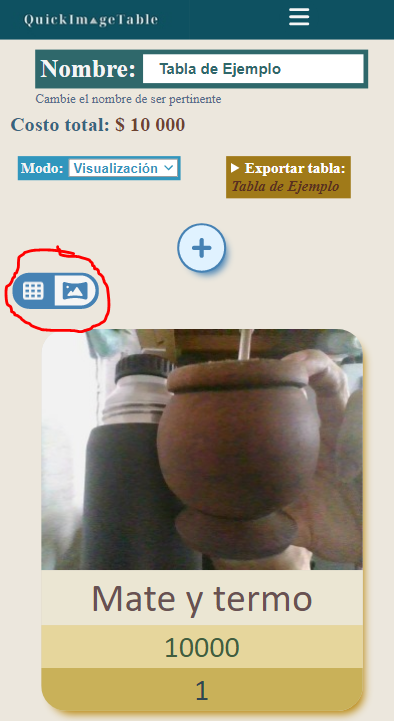 QuickImageTable
Nombre: Tabla de Ejemplo
Cambie el nombre de ser pertinente
Costo total: $ 10 000
Modo: Visualización
Exportar tabla:
Tabla de Ejemplo
Mate y termo
10000
1